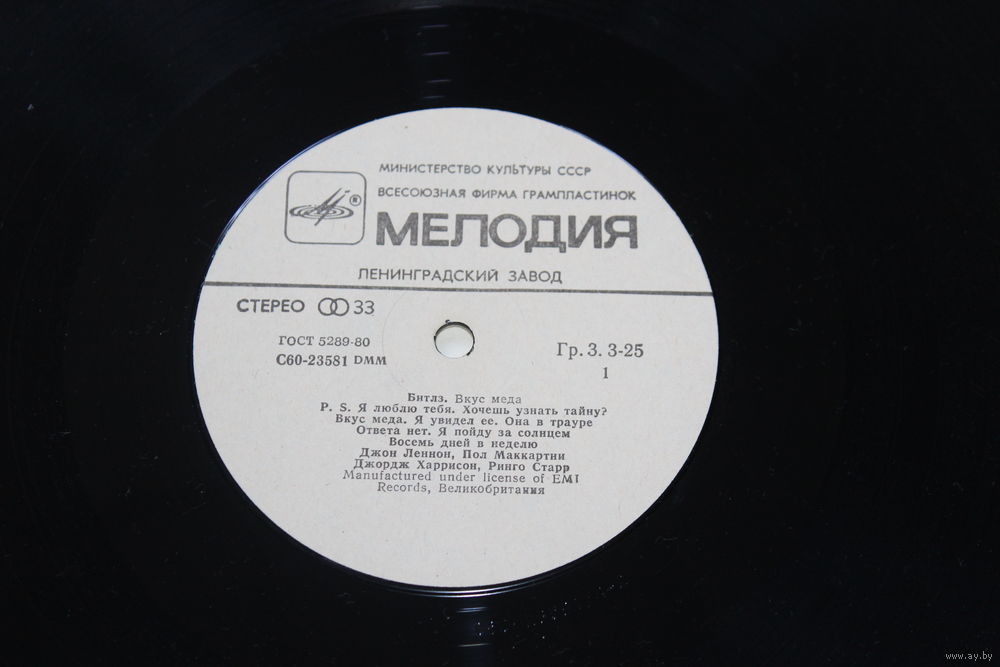 МИНИСТЕРСТВО КУЛЬТУРЫ СССР
ВСЕСОЮЗНАЯ ФИРМА ГРАМПЛАСТИНОК
®
МЕЛОДИЯ
ЛЕНИНГРАДСКИЙ ЗАВОД
СТЕРЕО 33
ГОСТ 5289-80
С60-23581 DMM
Гр. 3. 3-25
1
Битлз. Вкус меда
P. S. Я люблю тебя. Хочешь узнать тайну?
Вкус меда. Я увидел ее. Она в трауре
Ответа нет. Я пойду за солнцем
Восемь дней в неделю
Джон Леннон, Пол Маккартни
Джордж Харрисон, Ринго Старр
Manufactured under license of EMI
Records, Великобритания
www.ay.by